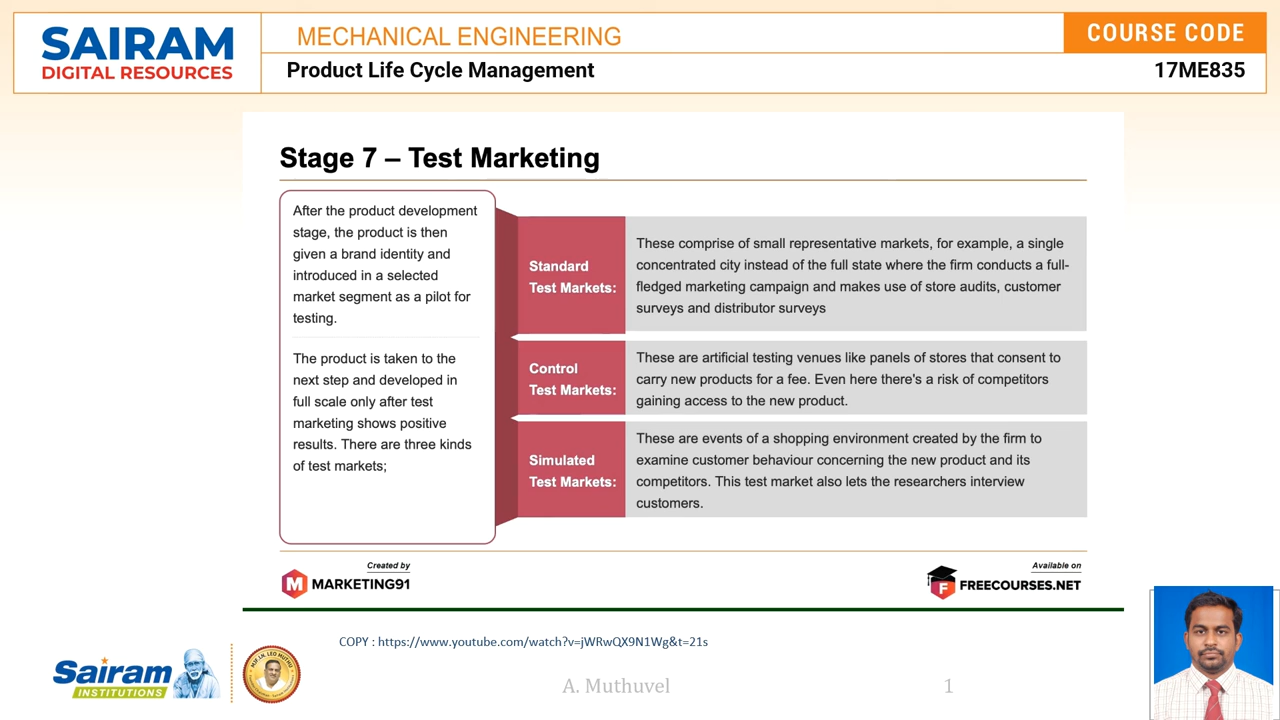 SAIRAM
DIGITAL RESOURCES
MECHANICAL ENGINEERING
COURSE CODE
Product Life Cycle Management
17ME835
Stage 7 – Test Marketing
After the product development
stage, the product is then
given a brand identity and
introduced in a selected
market segment as a pilot for
testing.
The product is taken to the
next step and developed in
full scale only after test
marketing shows positive
results. There are three kinds
of test markets;
Standard
Test Markets:
These comprise of small representative markets, for example, a single
concentrated city instead of the full state where the firm conducts a full-
fledged marketing campaign and makes use of store audits, customer
surveys and distributor surveys
Control
Test Markets:
These are artificial testing venues like panels of stores that consent to
carry new products for a fee. Even here there's a risk of competitors
gaining access to the new product.
Simulated
Test Markets:
These are events of a shopping environment created by the firm to
examine customer behaviour concerning the new product and its
competitors. This test market also lets the researchers interview
customers.
Created by
M MARKETING91
Available on
F FREECOURSES.NET
COPY : https://www.youtube.com/watch?v=jWRwQX9N1Wg&t=21s
Sairam
INSTITUTIONS
MJF. LN. LEO MUTHU
A. Muthuvel
1